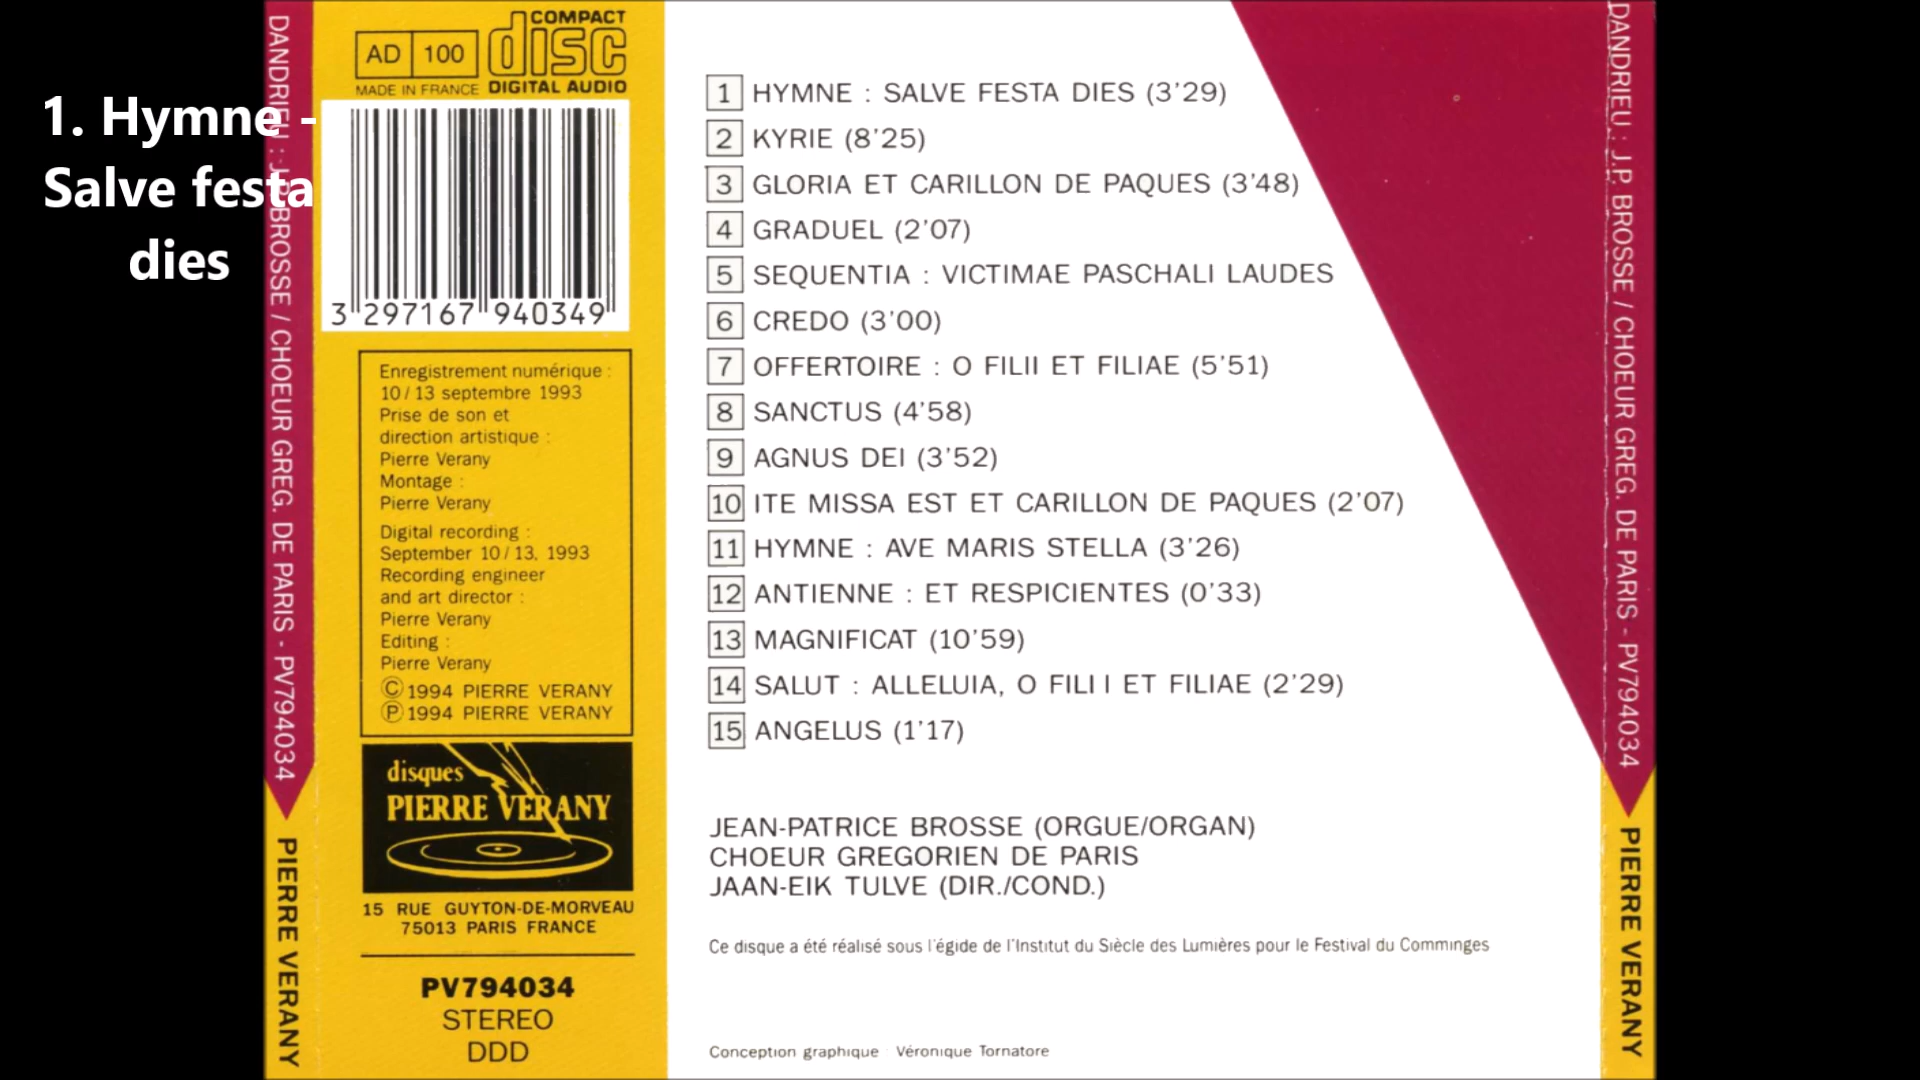 1. Hymne -
Salve festa
dies
DANDRIEU : J.P. BROSSE / CHOEUR GREG. DE PARIS - PV794034
PIERRE VERANY
AD 100
COMPACT
disc
DIGITAL AUDIO
MADE IN FRANCE
3 297167 940349
Enregistrement numérique :
10 / 13 septembre 1993
Prise de son et
direction artistique :
Pierre Verany
Montage :
Pierre Verany
Digital recording :
September 10 / 13, 1993
Recording engineer
and art director :
Pierre Verany
Editing :
Pierre Verany
Ⓒ 1994 PIERRE VERANY
Ⓟ 1994 PIERRE VERANY
disques
PIERRE VERANY
15 RUE GUYTON-DE-MORVEAU
75013 PARIS FRANCE
PV794034
STEREO
DDD
1 HYMNE : SALVE FESTA DIES (3'29)
2 KYRIE (8'25)
3 GLORIA ET CARILLON DE PAQUES (3'48)
4 GRADUEL (2'07)
5 SEQUENTIA : VICTIMAE PASCHALI LAUDES
6 CREDO (3'00)
7 OFFERTOIRE : O FILII ET FILIAE (5'51)
8 SANCTUS (4'58)
9 AGNUS DEI (3'52)
10 ITE MISSA EST ET CARILLON DE PAQUES (2'07)
11 HYMNE : AVE MARIS STELLA (3'26)
12 ANTIENNE : ET RESPICIENTES (0'33)
13 MAGNIFICAT (10'59)
14 SALUT : ALLELUIA, O FILI I ET FILIAE (2'29)
15 ANGELUS (1'17)
JEAN-PATRICE BROSSE (ORGUE/ORGAN)
CHOEUR GREGORIEN DE PARIS
JAAN-EIK TULVE (DIR./COND.)
Ce disque a été réalisé sous l'égide de l'Institut du Siècle des Lumières pour le Festival du Comminges
Conception graphique : Véronique Tornatore
DANDRIEU : J.P. BROSSE / CHOEUR GREG. DE PARIS - PV794034
PIERRE VERANY